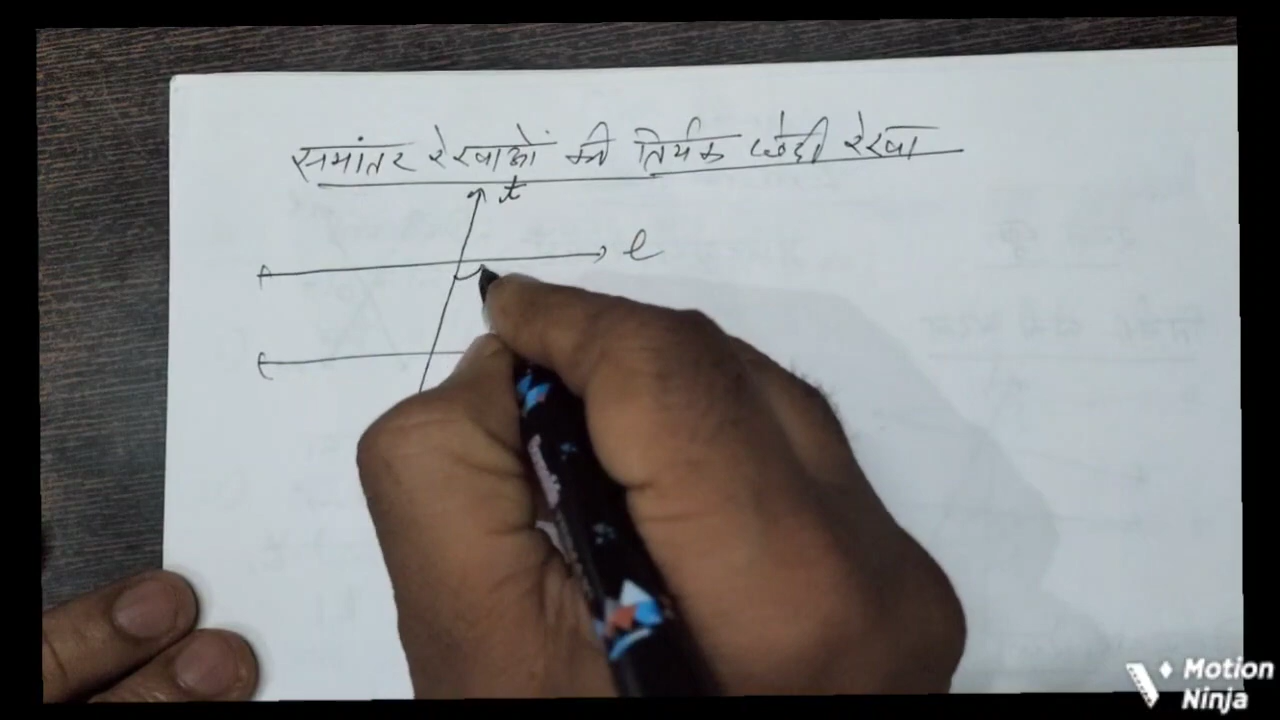 समांतर रेखाओं की तिर्यक छेदी रेखा
t
l
Motion
Ninja